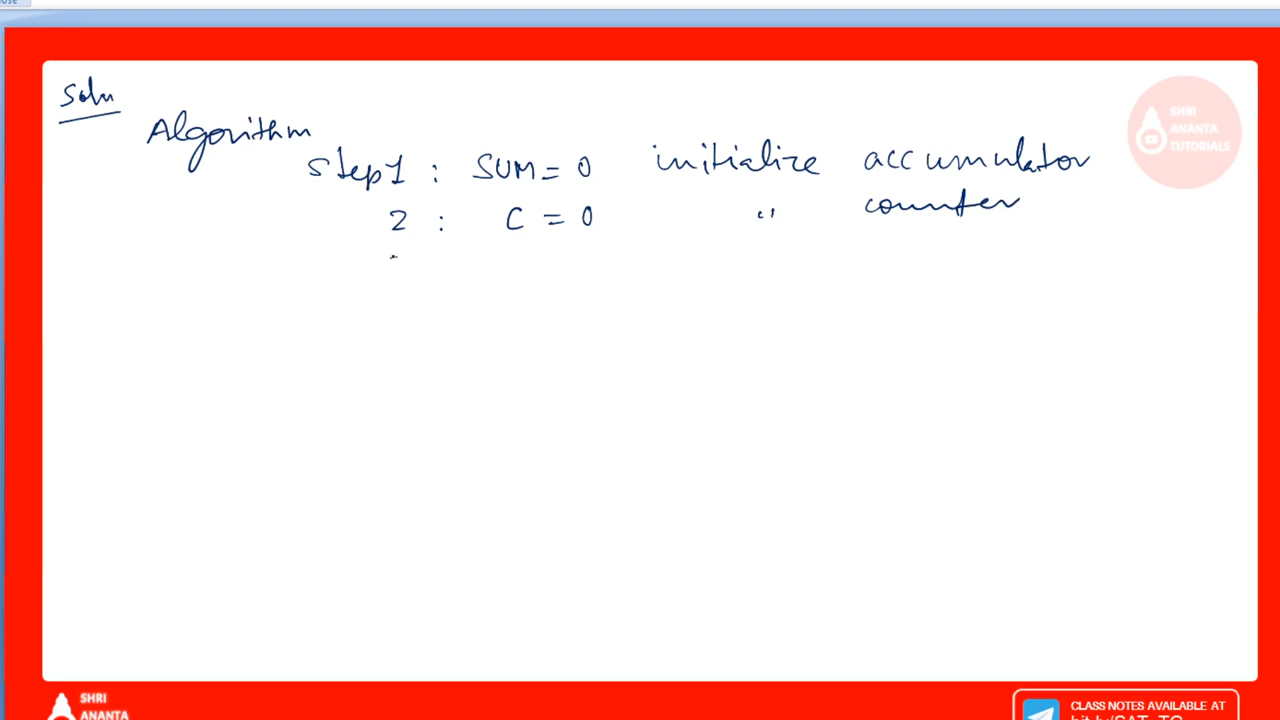 Soln
Algorithm
SHRI
ANANTA
TUTORIALS
Step1 : SUM = 0 initialize accumulator
2 : C = 0 " counter
SHRI
ANANTA
CLASS NOTES AVAILABLE AT